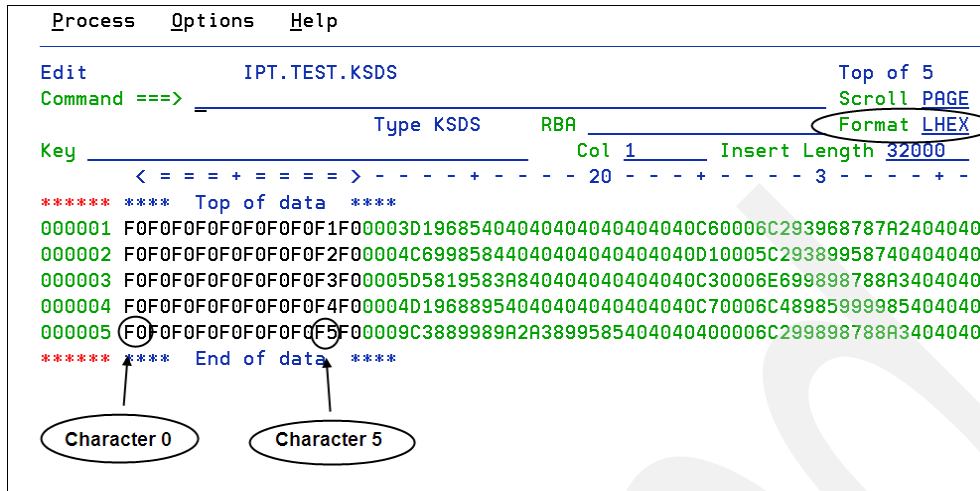 Process Options Help
Edit IPT.TEST.KSDS Top of 5
Command ===> Scroll PAGE
Type KSDS RBA Format LHEX
Key Col 1 Insert Length 32000
< = = = + = = = = > - - - - + - - - - 20 - - - + - - - - 3 - - - - + -
****** **** Top of data ****
000001 F0F0F0F0F0F0F0F0F1F00003D19685404040404040404040C60006C293968787A2404040
000002 F0F0F0F0F0F0F0F0F2F00004C69985844040404040404040D10005C29389958740404040
000003 F0F0F0F0F0F0F0F0F3F00005D5819583A840404040404040C30006E699898788A3404040
000004 F0F0F0F0F0F0F0F0F4F00004D19688954040404040404040C70006C48985999985404040
000005 F0F0F0F0F0F0F0F0F5F00009C3889989A2A38995854040400006C299898788A3404040
****** **** End of data ****
Character 0 Character 5